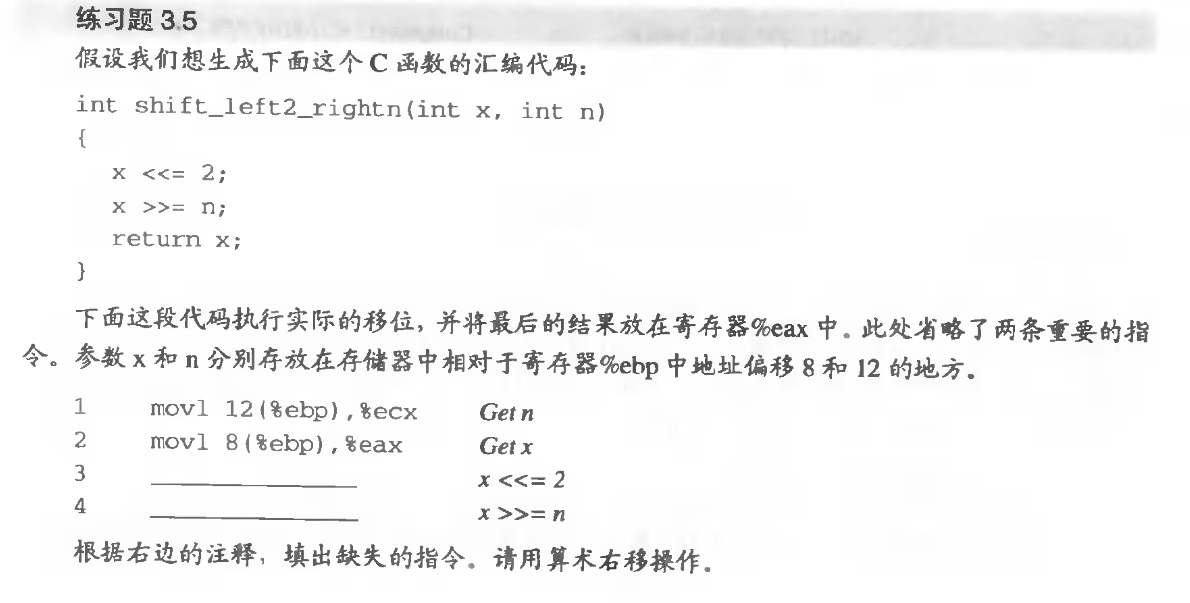 练习题 3.5
假设我们想生成下面这个 C 函数的汇编代码：
int shift_left2_rightn(int x, int n)
{
x <<= 2;
x >>= n;
return x;
}
下面这段代码执行实际的移位，并将最后的结果放在寄存器%eax 中。此处省略了两条重要的指
令。参数 x 和 n 分别存放在存储器中相对于寄存器%ebp 中地址偏移 8 和 12 的地方。
1 movl 12(%ebp),%ecx Get n
2 movl 8(%ebp),%eax Get x
3 ____________ x <<= 2
4 ____________ x >>= n
根据右边的注释，填出缺失的指令。请用算术右移操作。